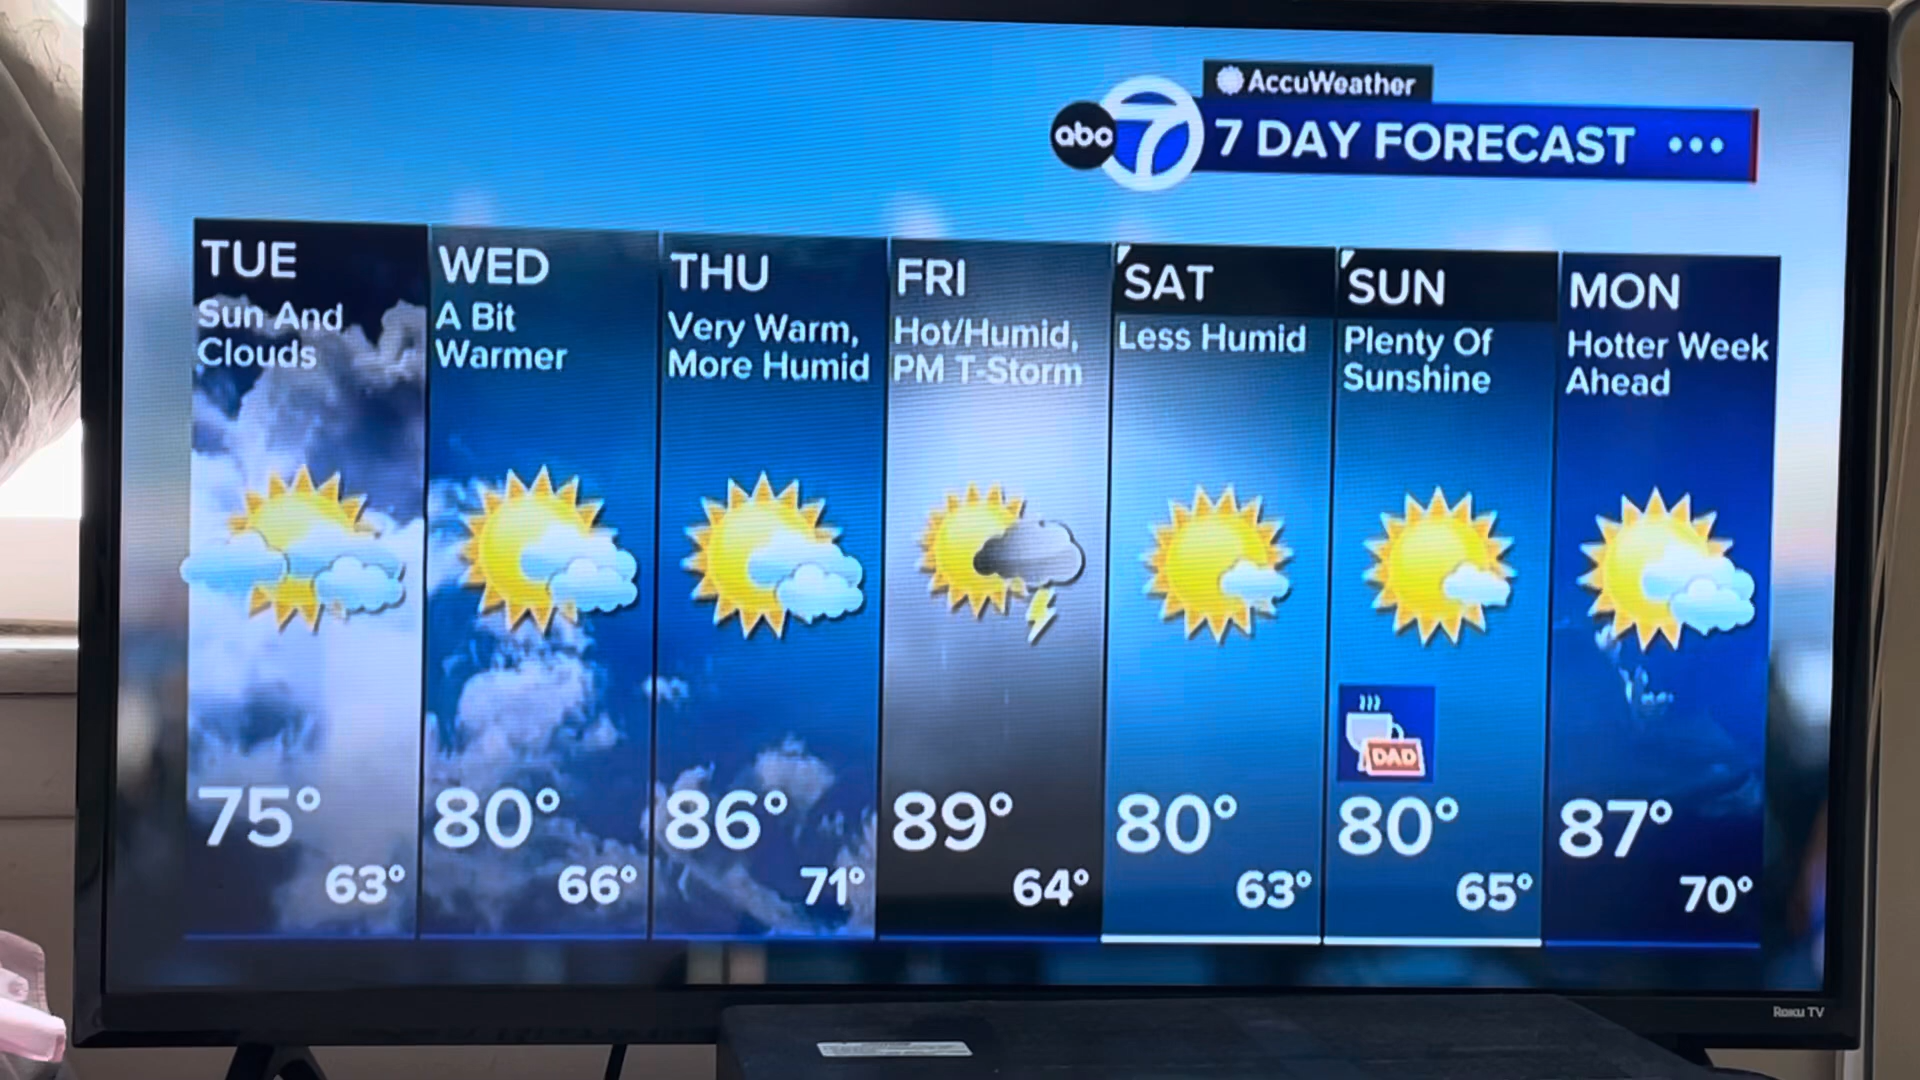 AccuWeather
abc 7 7 DAY FORECAST
TUE
Sun And
Clouds
75°
63°
WED
A Bit
Warmer
80°
66°
THU
Very Warm,
More Humid
86°
71°
FRI
Hot/Humid,
PM T-Storm
89°
64°
SAT
Less Humid
80°
63°
SUN
Plenty Of
Sunshine
DAD
80°
65°
MON
Hotter Week
Ahead
87°
70°
Roku TV